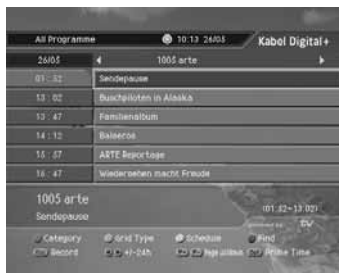 All Programme 10:13 26/05 Kabel Digital+
26/05 1005 arte
01 : 32 Sendepause
13 : 02 Buschpiloten in Alaska
13 : 47 Familienalbum
14 : 12 Balseros
16 : 37 ARTE Reportage
16 : 47 Wiedersehen macht Freude
1005 arte
Sendepause (01:32~13:02)
Category Grid Type Schedule Find
Record +/-24h Prime Time